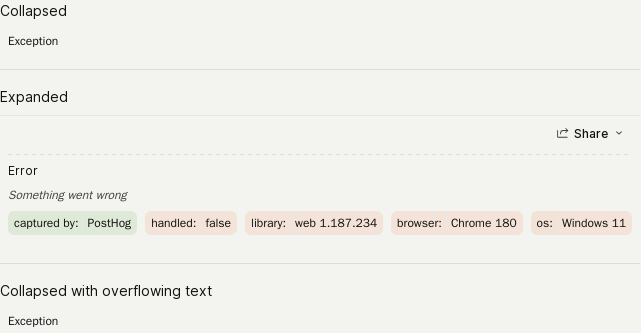 Collapsed
Exception
Expanded
Share
Error
Something went wrong
captured by: PostHog handled: false library: web 1.187.234 browser: Chrome 180 os: Windows 11
Collapsed with overflowing text
Exception